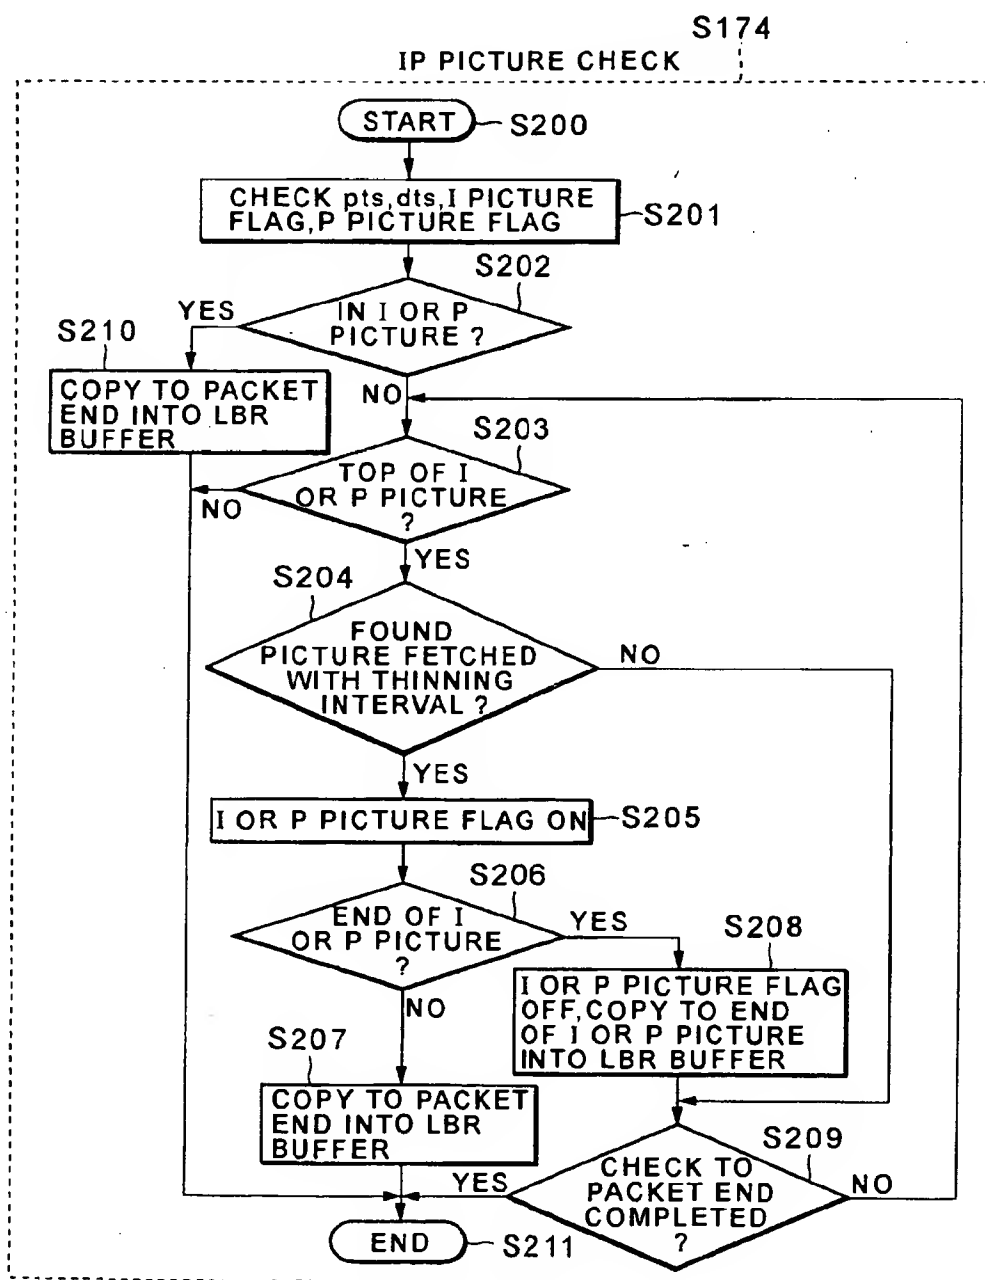 S174
IP PICTURE CHECK
START
S200
CHECK pts,dts,I PICTURE
FLAG,P PICTURE FLAG
S201
S202
IN I OR P
PICTURE ?
YES
S210
COPY TO PACKET
END INTO LBR
BUFFER
NO
S203
TOP OF I
OR P PICTURE
?
NO
YES
S204
FOUND
PICTURE FETCHED
WITH THINNING
INTERVAL ?
NO
YES
I OR P PICTURE FLAG ON
S205
S206
END OF I
OR P PICTURE
?
YES
S208
I OR P PICTURE FLAG
OFF,COPY TO END
OF I OR P PICTURE
INTO LBR BUFFER
NO
S207
COPY TO PACKET
END INTO LBR
BUFFER
S209
CHECK TO
PACKET END
COMPLETED
?
YES
NO
END
S211